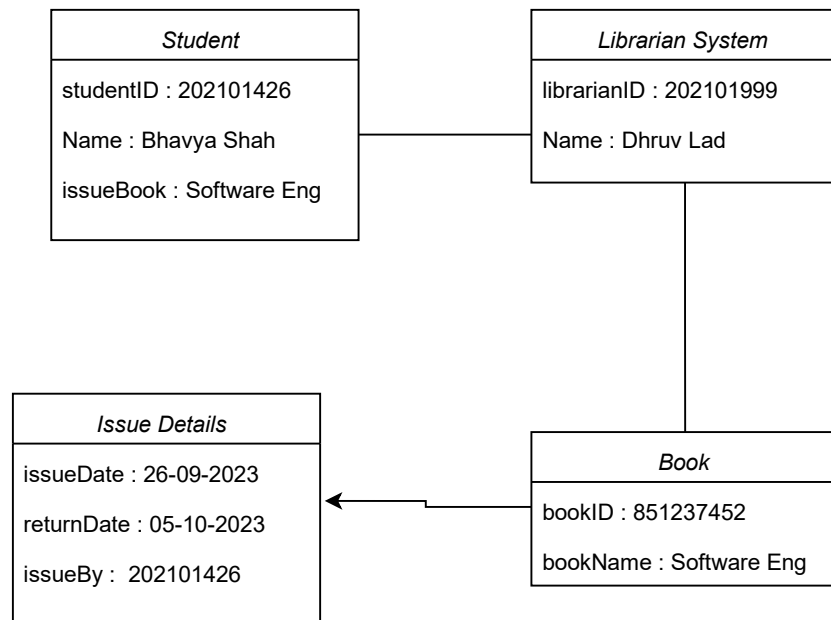 Student
studentID : 202101426
Name : Bhavya Shah
issueBook : Software Eng
Librarian System
librarianID : 202101999
Name : Dhruv Lad
Issue Details
issueDate : 26-09-2023
returnDate : 05-10-2023
issueBy :  202101426
Book
bookID : 851237452
bookName : Software Eng